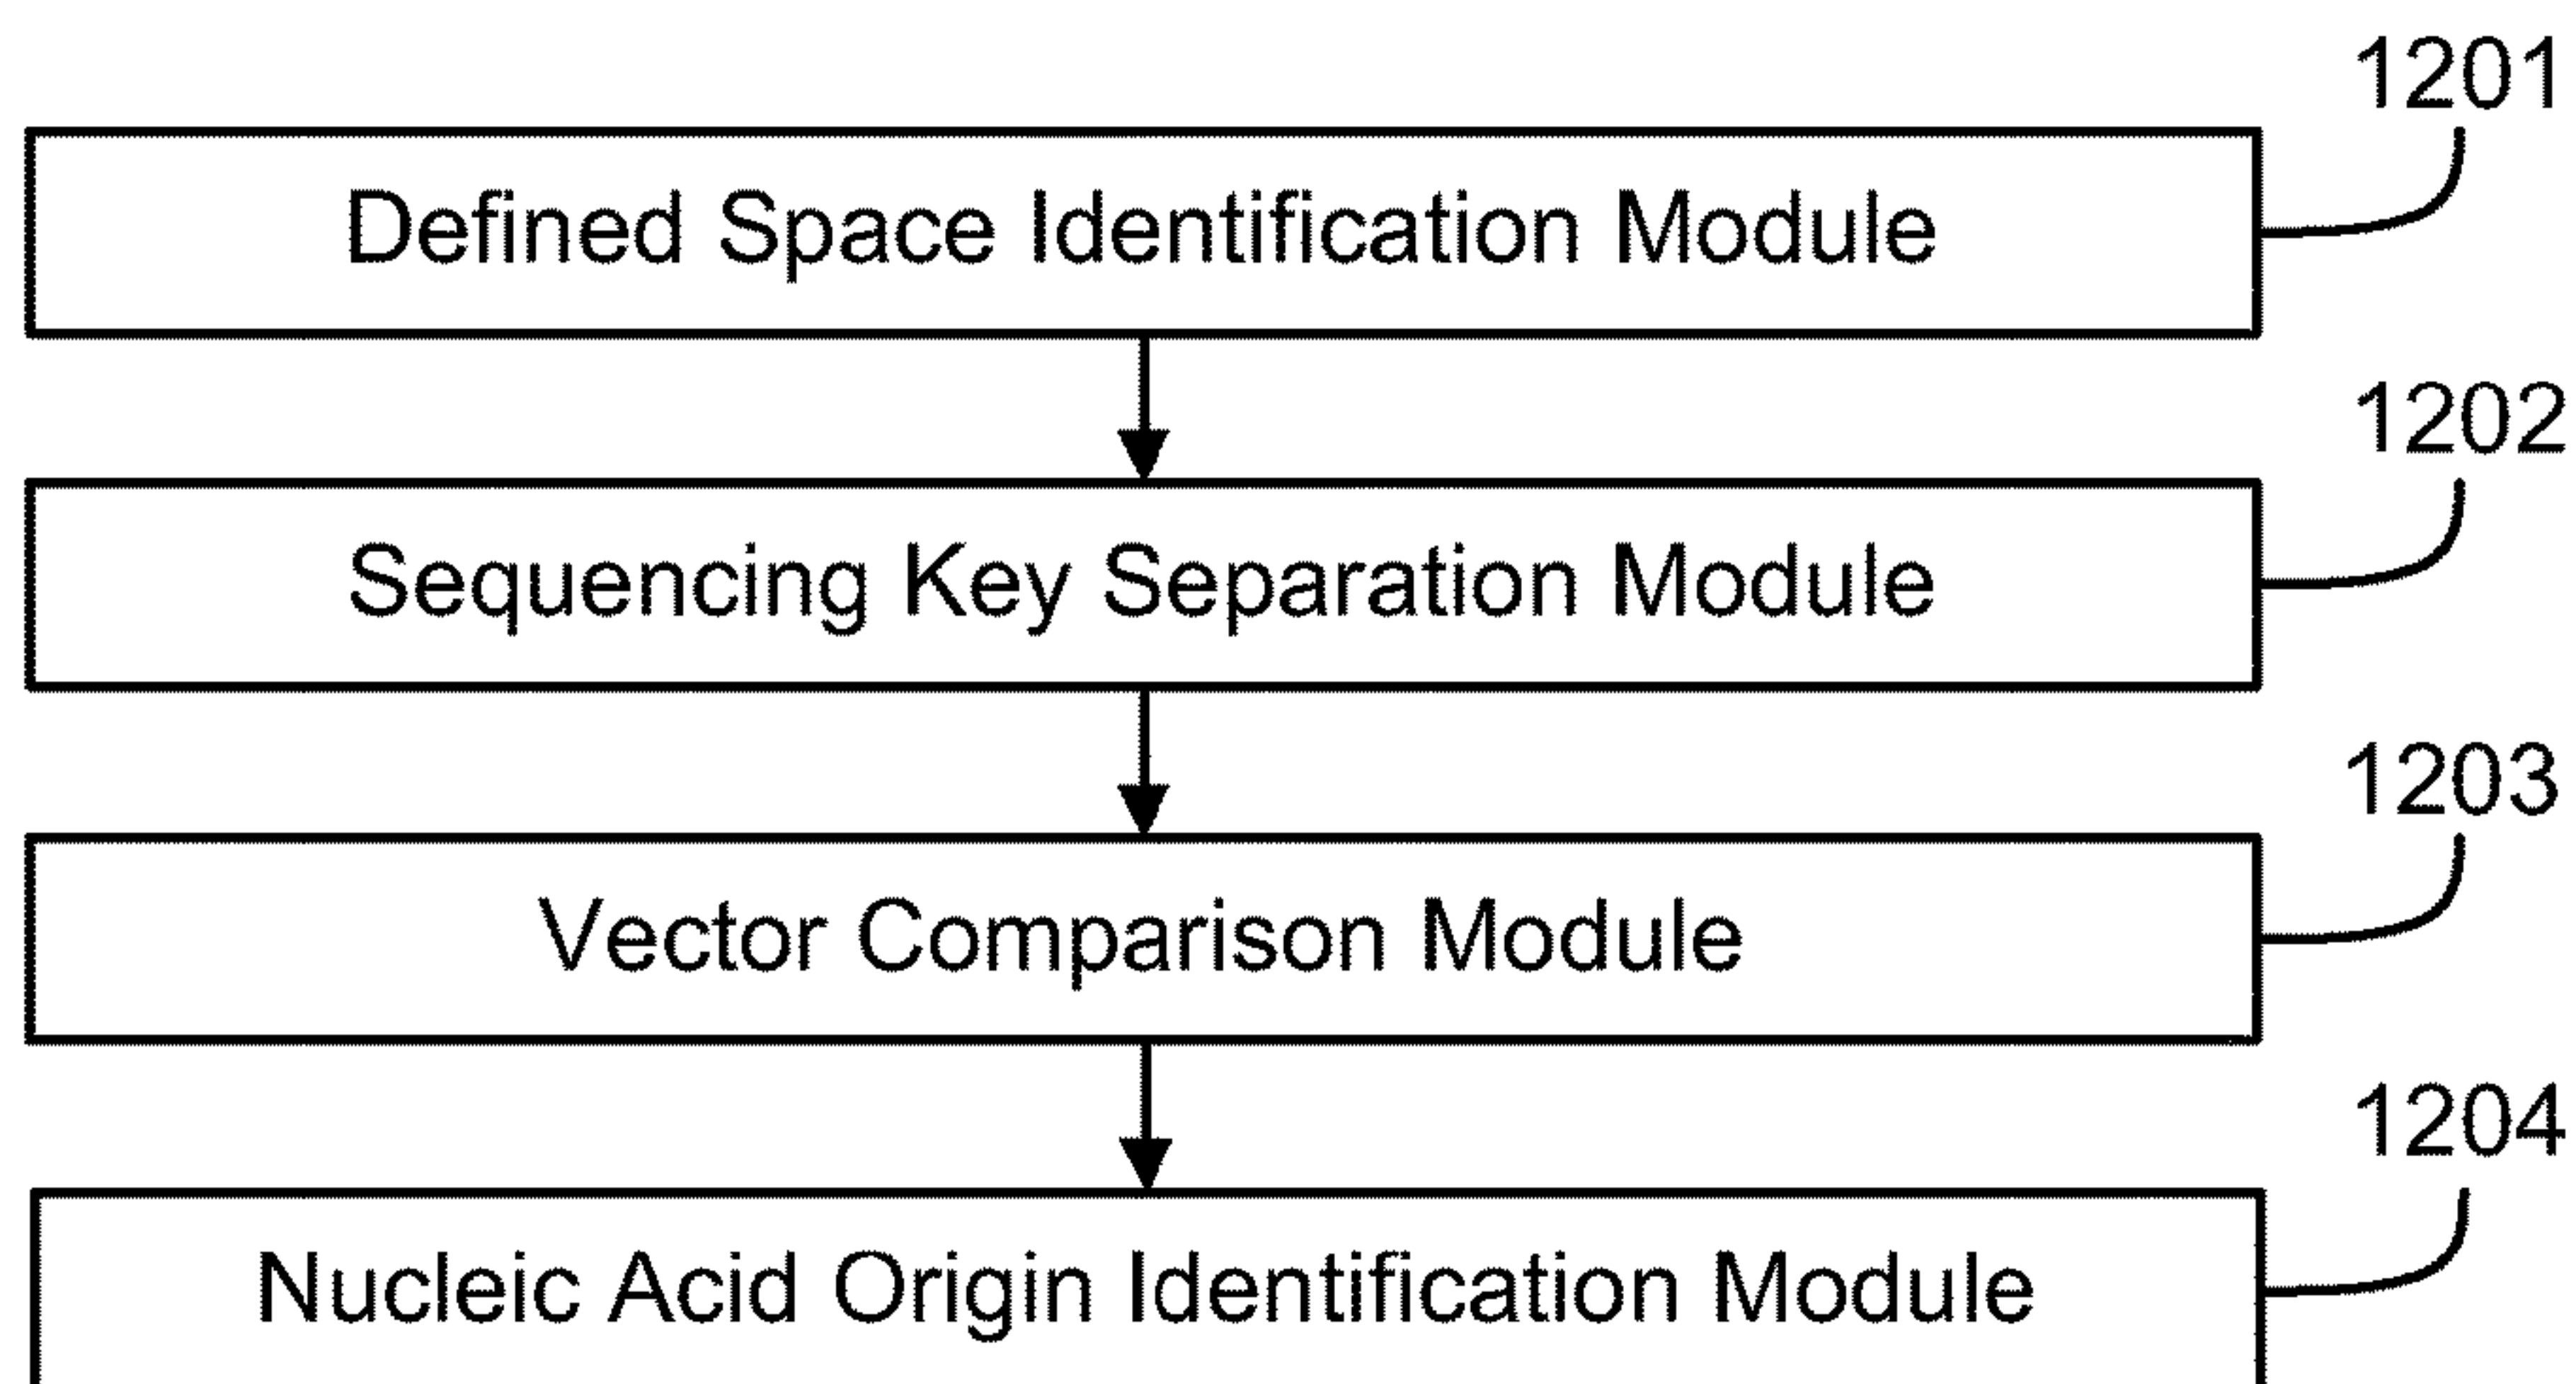 1201
Defined Space Identification Module
1202
Sequencing Key Separation Module
1203
Vector Comparison Module
1204
Nucleic Acid Origin Identification Module